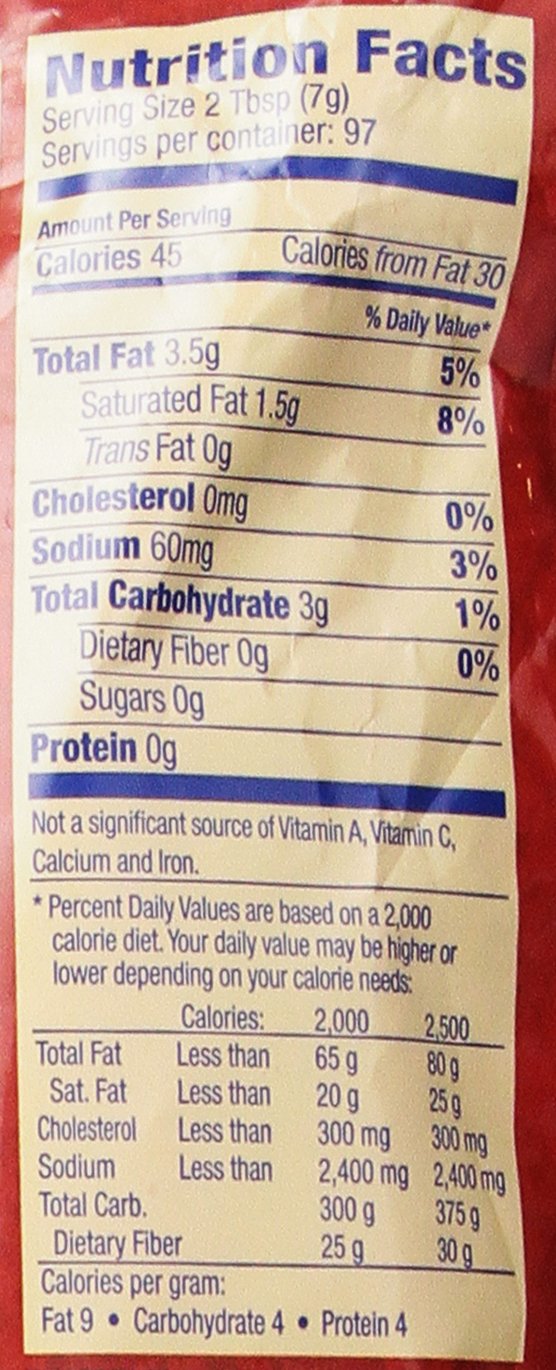 Nutrition Facts
Serving Size 2 Tbsp (7g)
Servings per container: 97
Amount Per Serving
Calories 45 Calories from Fat 30
% Daily Value*
Total Fat 3.5g 5%
Saturated Fat 1.5g 8%
Trans Fat 0g
Cholesterol 0mg 0%
Sodium 60mg 3%
Total Carbohydrate 3g 1%
Dietary Fiber 0g 0%
Sugars 0g
Protein 0g
Not a significant source of Vitamin A, Vitamin C,
Calcium and Iron.
* Percent Daily Values are based on a 2,000
calorie diet. Your daily value may be higher or
lower depending on your calorie needs:
Calories: 2,000 2,500
Total Fat Less than 65 g 80 g
Sat. Fat Less than 20 g 25 g
Cholesterol Less than 300 mg 300 mg
Sodium Less than 2,400 mg 2,400 mg
Total Carb. 300 g 375 g
Dietary Fiber 25 g 30 g
Calories per gram:
Fat 9 • Carbohydrate 4 • Protein 4